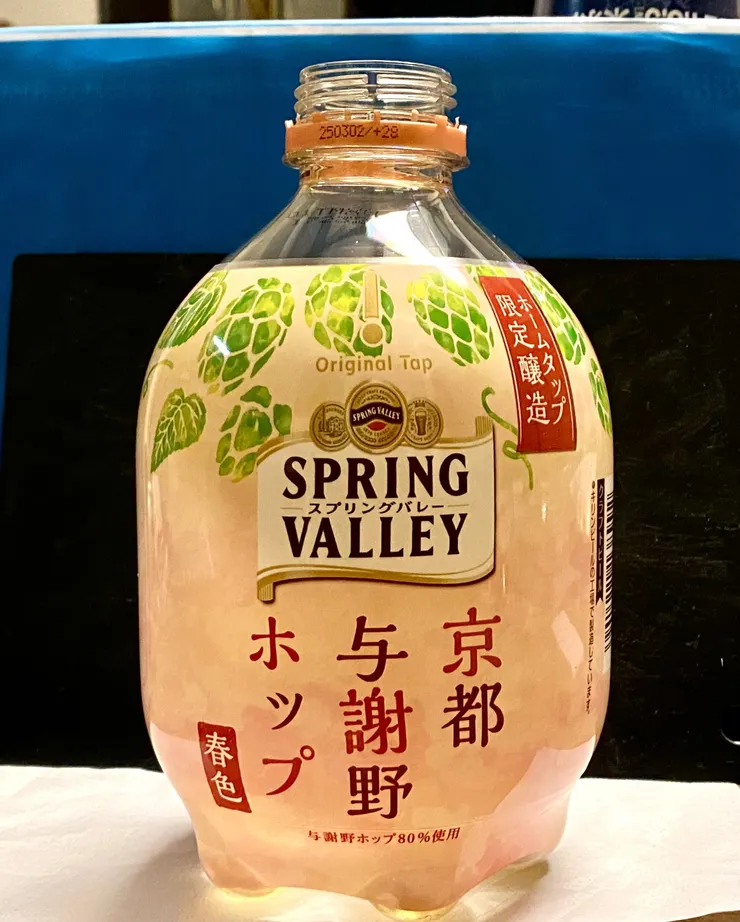 250302/+28
Original Tap
ホームタップ
限定醸造
SPRING VALLEY
SPRING
スプリングバレー
VALLEY
京都
与謝野
ホップ
春色
与謝野ホップ80%使用